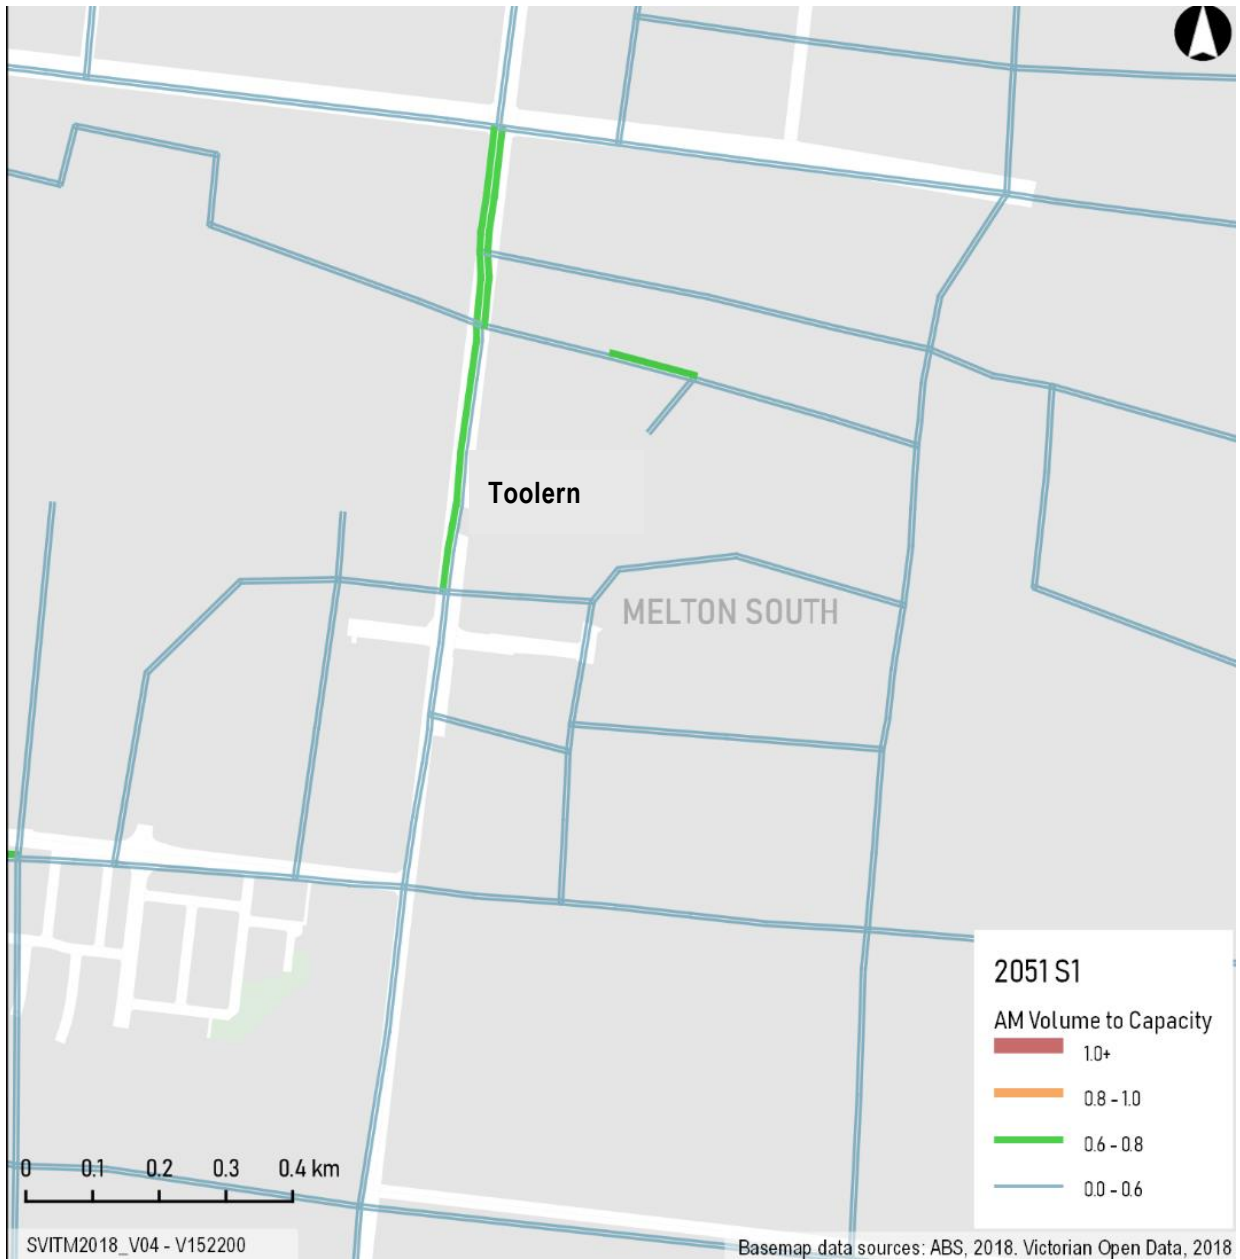 Toolern
MELTON SOUTH
2051 S1
AM Volume to Capacity
1.0+
0.8 - 1.0
0.6 - 0.8
0.0 - 0.6
0 0.1 0.2 0.3 0.4 km
SVITM2018_V04 - V152200
Basemap data sources: ABS, 2018. Victorian Open Data, 2018